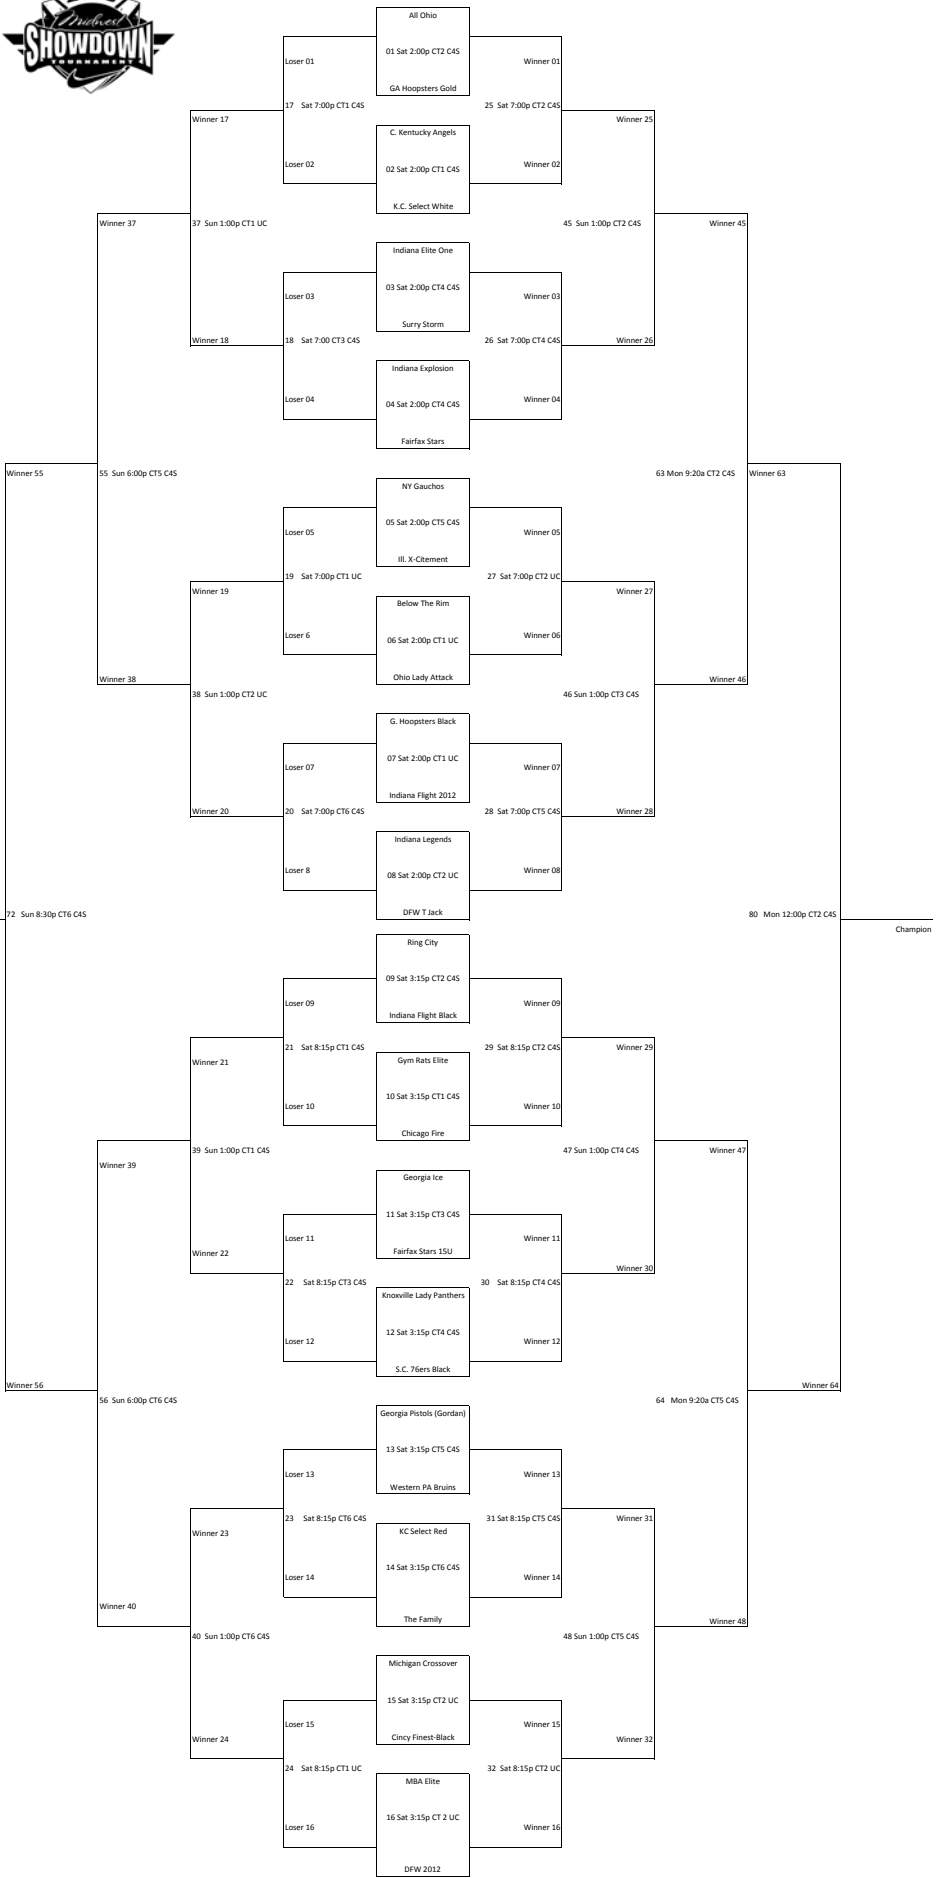 Midwest
SHOWDOWN
TOURNAMENT
All Ohio
01 Sat 2:00p CT2 C4S
Loser 01
Winner 01
GA Hoopsters Gold
17 Sat 7:00p CT1 C4S
25 Sat 7:00p CT2 C4S
Winner 17
Winner 25
C. Kentucky Angels
Loser 02
Winner 02
02 Sat 2:00p CT1 C4S
K.C. Select White
Winner 37
37 Sun 1:00p CT1 UC
45 Sun 1:00p CT2 C4S
Winner 45
Indiana Elite One
03 Sat 2:00p CT4 C4S
Loser 03
Winner 03
Surry Storm
Winner 18
18 Sat 7:00 CT3 C4S
26 Sat 7:00p CT4 C4S
Winner 26
Indiana Explosion
Loser 04
Winner 04
04 Sat 2:00p CT4 C4S
Fairfax Stars
Winner 55
55 Sun 6:00p CT5 C4S
63 Mon 9:20a CT2 C4S
Winner 63
NY Gauchos
05 Sat 2:00p CT5 C4S
Loser 05
Winner 05
Ill. X-Citement
19 Sat 7:00p CT1 UC
27 Sat 7:00p CT2 UC
Winner 19
Winner 27
Below The Rim
Loser 6
Winner 06
06 Sat 2:00p CT1 UC
Ohio Lady Attack
Winner 38
Winner 46
38 Sun 1:00p CT2 UC
46 Sun 1:00p CT3 C4S
G. Hoopsters Black
07 Sat 2:00p CT1 UC
Loser 07
Winner 07
Indiana Flight 2012
Winner 20
20 Sat 7:00p CT6 C4S
28 Sat 7:00p CT5 C4S
Winner 28
Indiana Legends
Loser 8
Winner 08
08 Sat 2:00p CT2 UC
DFW T Jack
72 Sun 8:30p CT6 C4S
80 Mon 12:00p CT2 C4S
Champion
Ring City
09 Sat 3:15p CT2 C4S
Loser 09
Winner 09
Indiana Flight Black
21 Sat 8:15p CT1 C4S
29 Sat 8:15p CT2 C4S
Winner 29
Winner 21
Gym Rats Elite
10 Sat 3:15p CT1 C4S
Loser 10
Winner 10
Chicago Fire
39 Sun 1:00p CT1 C4S
47 Sun 1:00p CT4 C4S
Winner 47
Winner 39
Georgia Ice
11 Sat 3:15p CT3 C4S
Loser 11
Winner 11
Fairfax Stars 15U
Winner 22
Winner 30
22 Sat 8:15p CT3 C4S
30 Sat 8:15p CT4 C4S
Knoxville Lady Panthers
12 Sat 3:15p CT4 C4S
Loser 12
Winner 12
S.C. 76ers Black
Winner 56
Winner 64
56 Sun 6:00p CT6 C4S
64 Mon 9:20a CT5 C4S
Georgia Pistols (Gordan)
13 Sat 3:15p CT5 C4S
Loser 13
Winner 13
Western PA Bruins
23 Sat 8:15p CT6 C4S
31 Sat 8:15p CT5 C4S
Winner 31
Winner 23
KC Select Red
14 Sat 3:15p CT6 C4S
Loser 14
Winner 14
Winner 40
The Family
Winner 48
40 Sun 1:00p CT6 C4S
48 Sun 1:00p CT5 C4S
Michigan Crossover
15 Sat 3:15p CT2 UC
Loser 15
Winner 15
Cincy Finest-Black
Winner 24
Winner 32
24 Sat 8:15p CT1 UC
32 Sat 8:15p CT2 UC
MBA Elite
16 Sat 3:15p CT 2 UC
Loser 16
Winner 16
DFW 2012